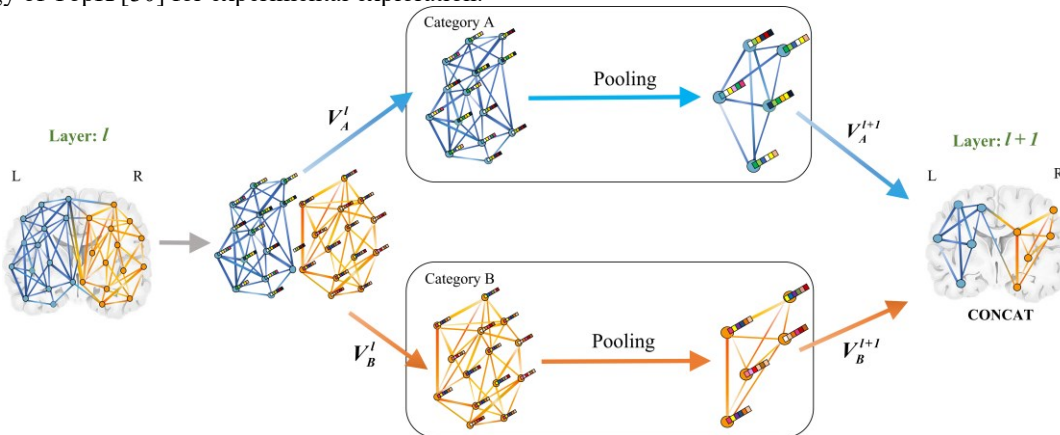 Category A
Pooling
V_A^l
V_A^{l+1}
Layer: l
Layer: l + 1
L R
L R
Category B
CONCAT
Pooling
V_B^l
V_B^{l+1}